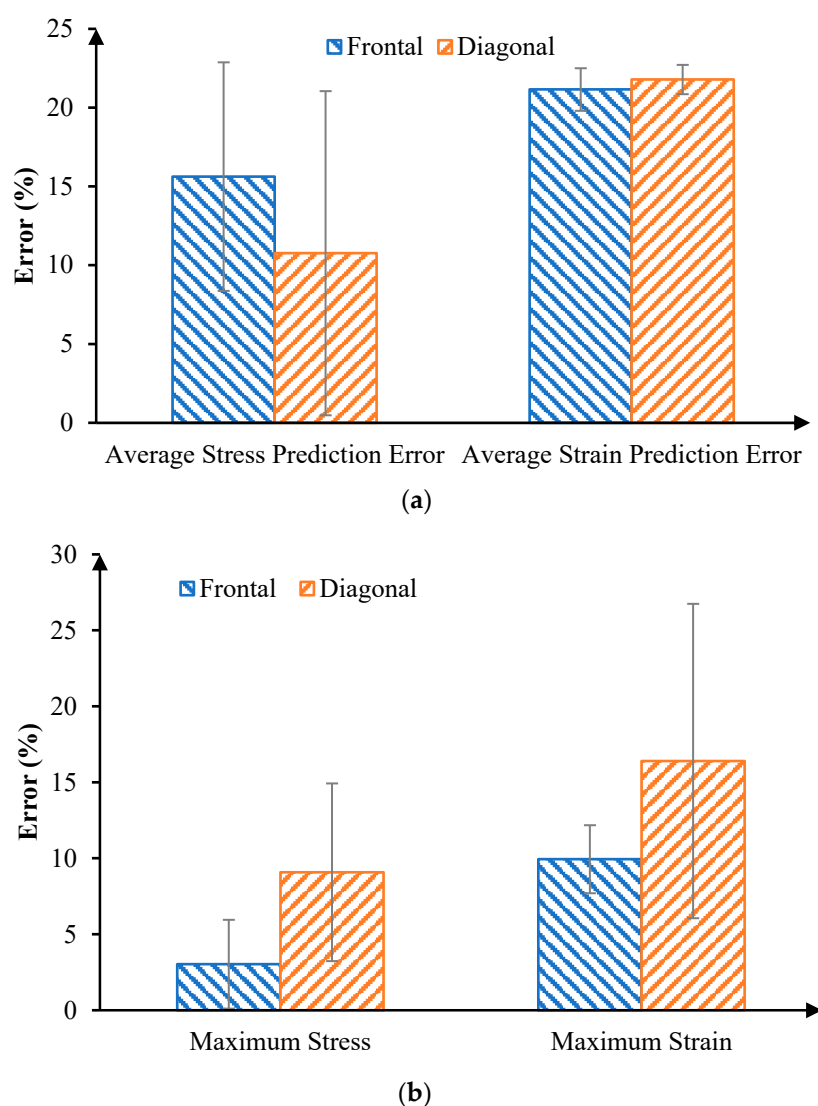 25
Frontal Diagonal
20
15
10
5
0
Error (%)
Average Stress Prediction Error Average Strain Prediction Error
(a)
30
Frontal Diagonal
25
20
15
10
5
0
Error (%)
Maximum Stress Maximum Strain
(b)